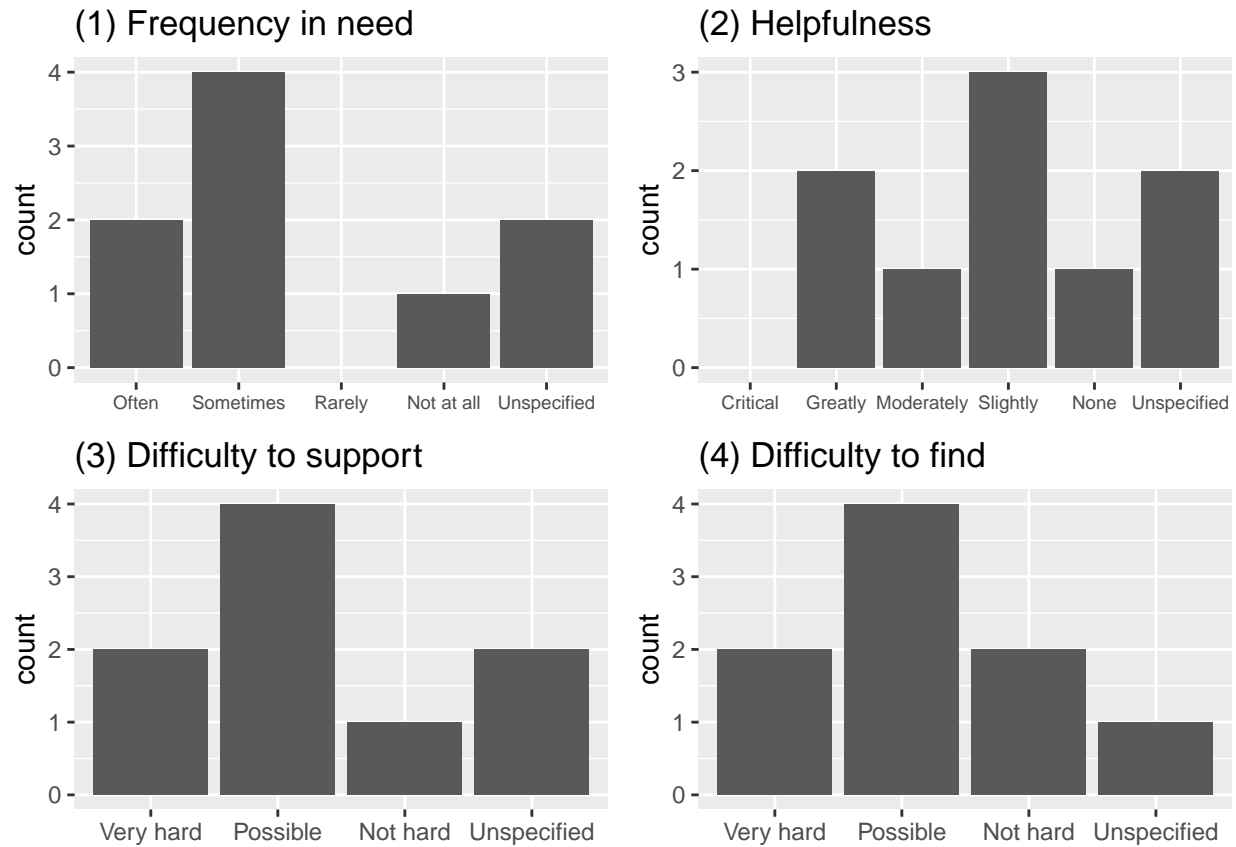 (1) Frequency in need
count
4
3
2
1
0
Often Sometimes Rarely Not at all Unspecified
(2) Helpfulness
count
3
2
1
0
Critical Greatly Moderately Slightly None Unspecified
(3) Difficulty to support
count
4
3
2
1
0
Very hard Possible Not hard Unspecified
(4) Difficulty to find
count
4
3
2
1
0
Very hard Possible Not hard Unspecified